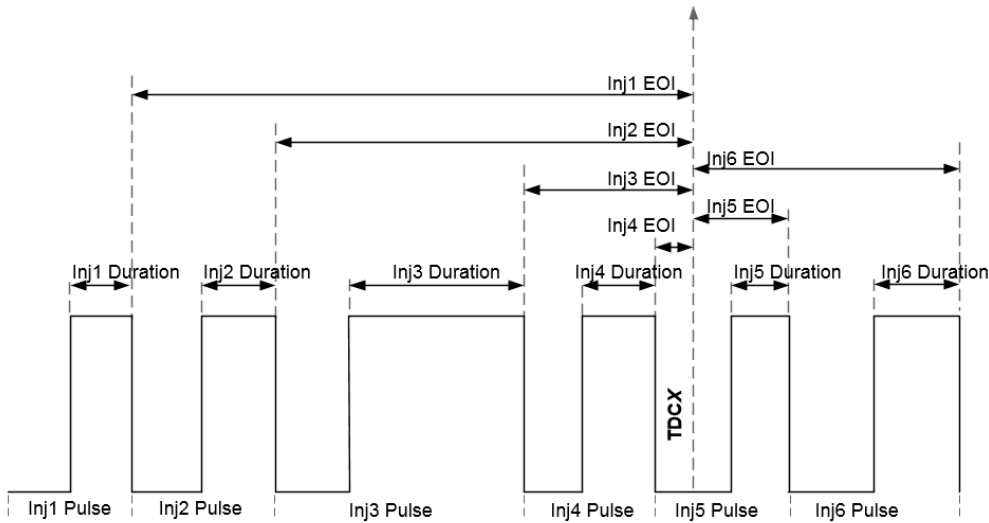 Inj1 EOI
Inj2 EOI
Inj6 EOI
Inj3 EOI
Inj5 EOI
Inj4 EOI
Inj1 Duration
Inj2 Duration
Inj3 Duration
Inj4 Duration
Inj5 Duration
Inj6 Duration
TDCX
Inj1 Pulse
Inj2 Pulse
Inj3 Pulse
Inj4 Pulse
Inj5 Pulse
Inj6 Pulse